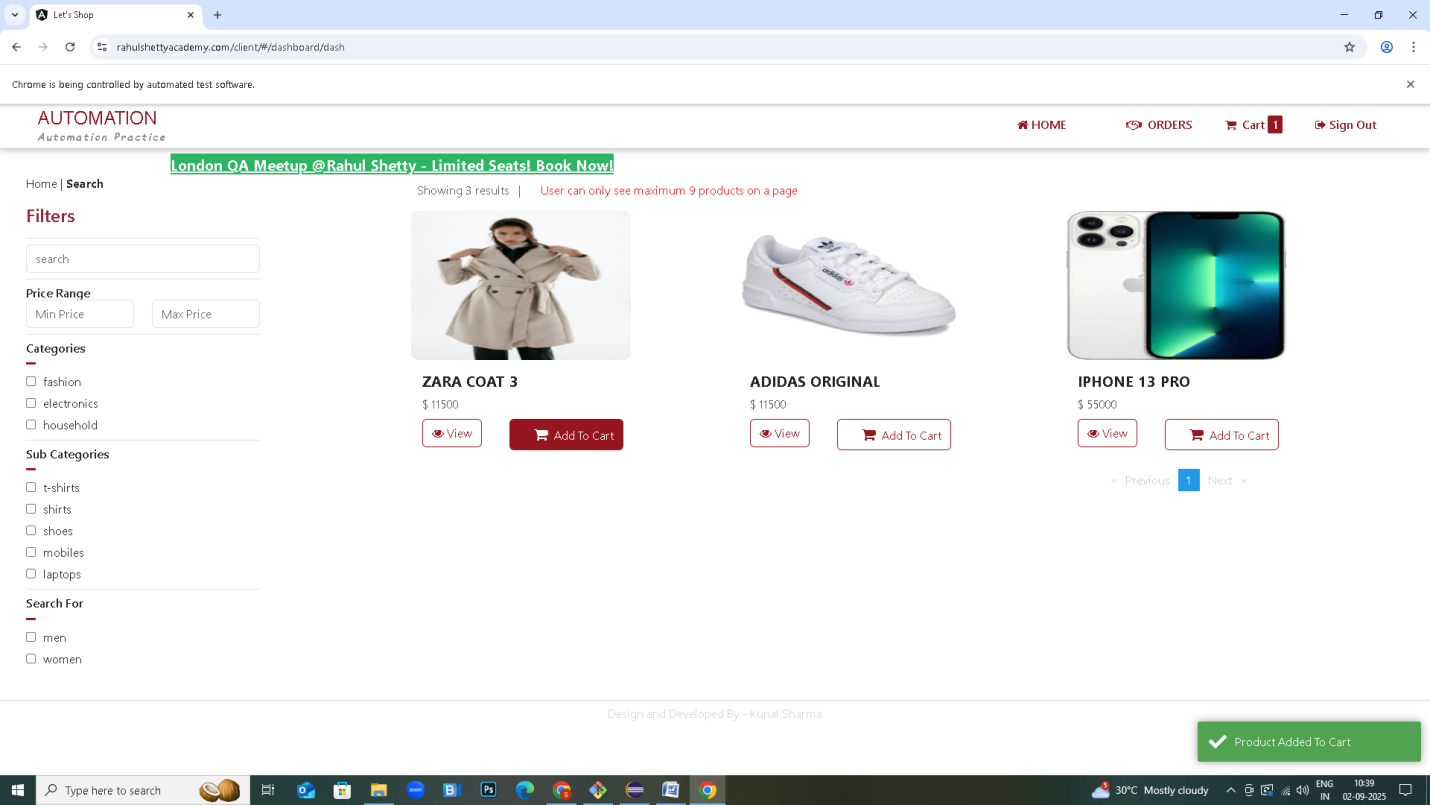 Let's Shop
rahulshettyacademy.com/client/#/dashboard/dash
Chrome is being controlled by automated test software.
AUTOMATION
Automation Practice
HOME
ORDERS
Cart 1
Sign Out
London QA Meetup @Rahul Shetty - Limited Seats! Book Now!
Home | Search
Showing 3 results |
User can only see maximum 9 products on a page
Filters
search
Price Range
Min Price
Max Price
Categories
fashion
electronics
household
Sub Categories
t-shirts
shirts
shoes
mobiles
laptops
Search For
men
women
adidas
ZARA COAT 3
$ 11500
View
Add To Cart
ADIDAS ORIGINAL
$ 11500
View
Add To Cart
IPHONE 13 PRO
$ 55000
View
Add To Cart
« Previous 1 Next »
Design and Developed By - Kunal Sharma
Product Added To Cart
Type here to search
zoom
Ps
30°C Mostly cloudy
ENG
IN
10:39
02-09-2025